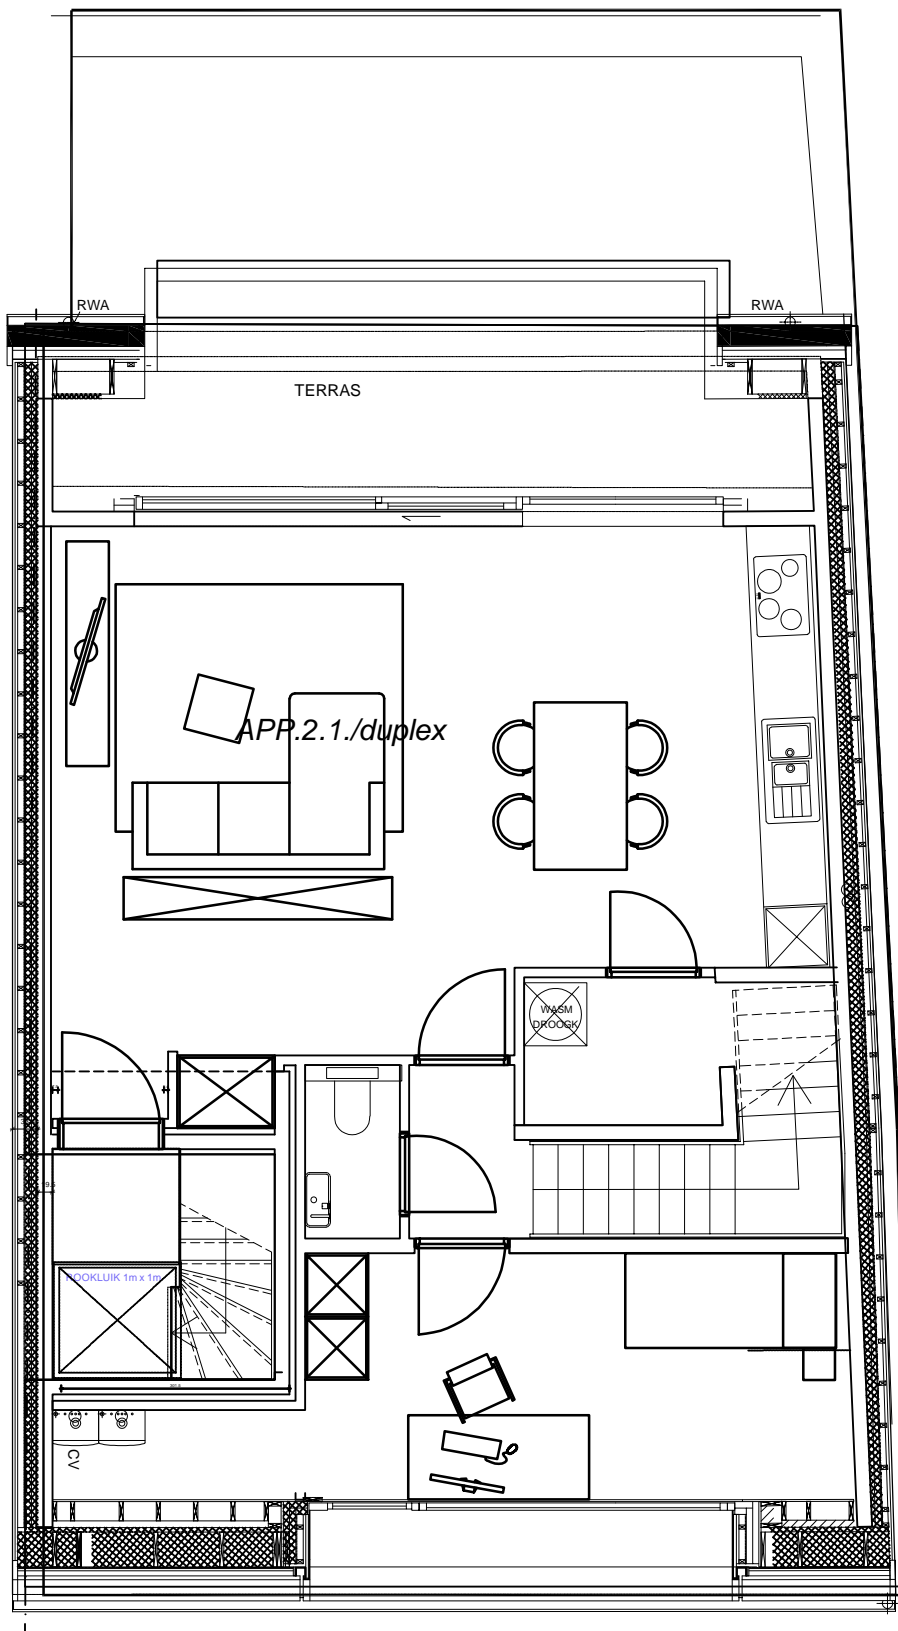 RWA
RWA
TERRAS
APP.2.1./duplex
WASM
DROOGK
ROOKLUIK 1m x 1m
CV